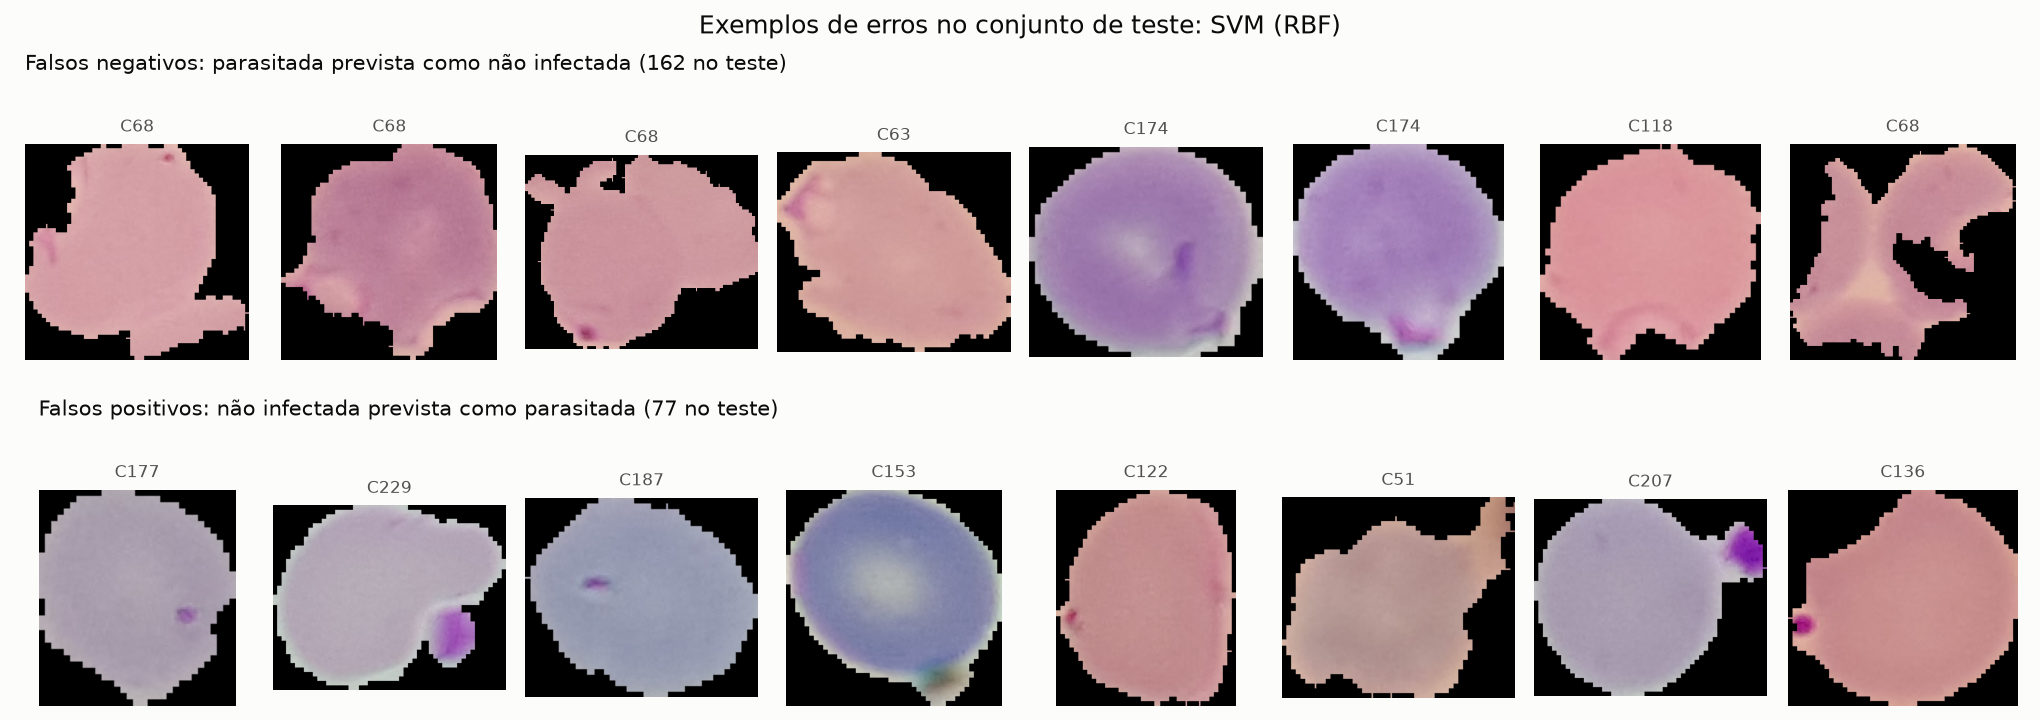 Exemplos de erros no conjunto de teste: SVM (RBF)
Falsos negativos: parasitada prevista como não infectada (162 no teste)
C68 C68 C68 C63 C174 C174 C118 C68
Falsos positivos: não infectada prevista como parasitada (77 no teste)
C177 C229 C187 C153 C122 C51 C207 C136